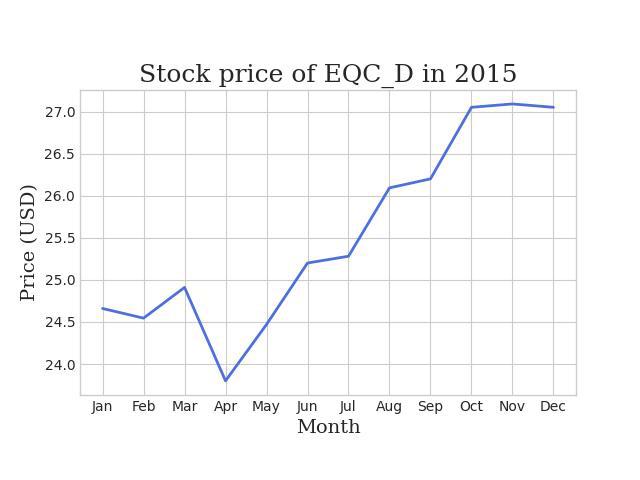 Stock price of EQC_D in 2015
Price (USD)
27.0
26.5
26.0
25.5
25.0
24.5
24.0
Jan Feb Mar Apr May Jun Jul Aug Sep Oct Nov Dec
Month